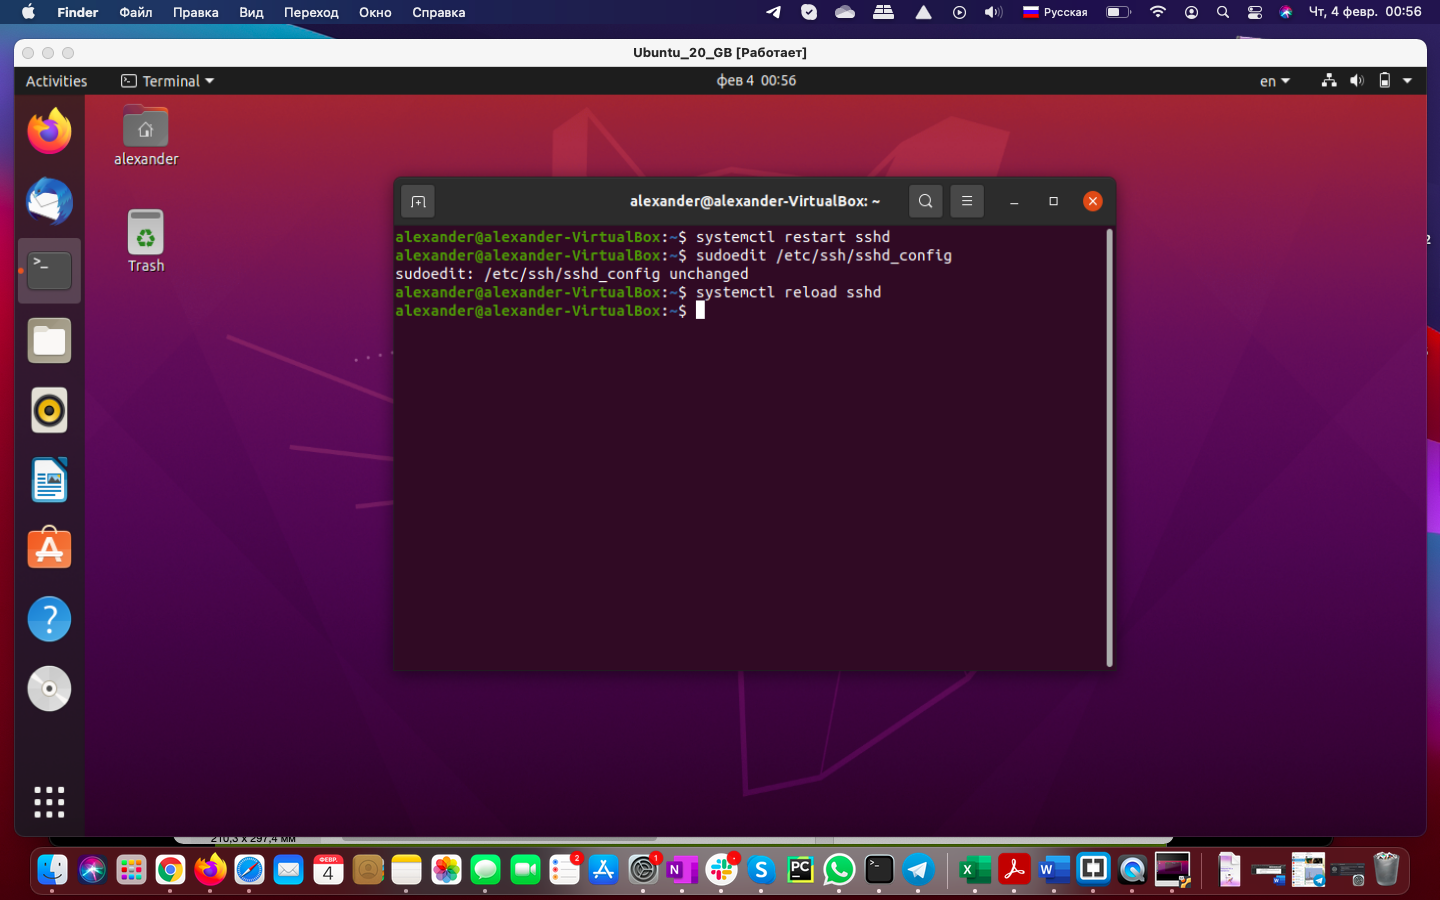 Finder Файл Правка Вид Переход Окно Справка Русская Чт, 4 февр. 00:56
Ubuntu_20_GB [Работает]
Activities Terminal фев 4 00:56 en
alexander
Trash
alexander@alexander-VirtualBox: ~
alexander@alexander-VirtualBox:~$ systemctl restart sshd
alexander@alexander-VirtualBox:~$ sudoedit /etc/ssh/sshd_config
sudoedit: /etc/ssh/sshd_config unchanged
alexander@alexander-VirtualBox:~$ systemctl reload sshd
alexander@alexander-VirtualBox:~$
210,3 x 297,4 мм
ФЕВР.
4
2
1
PC